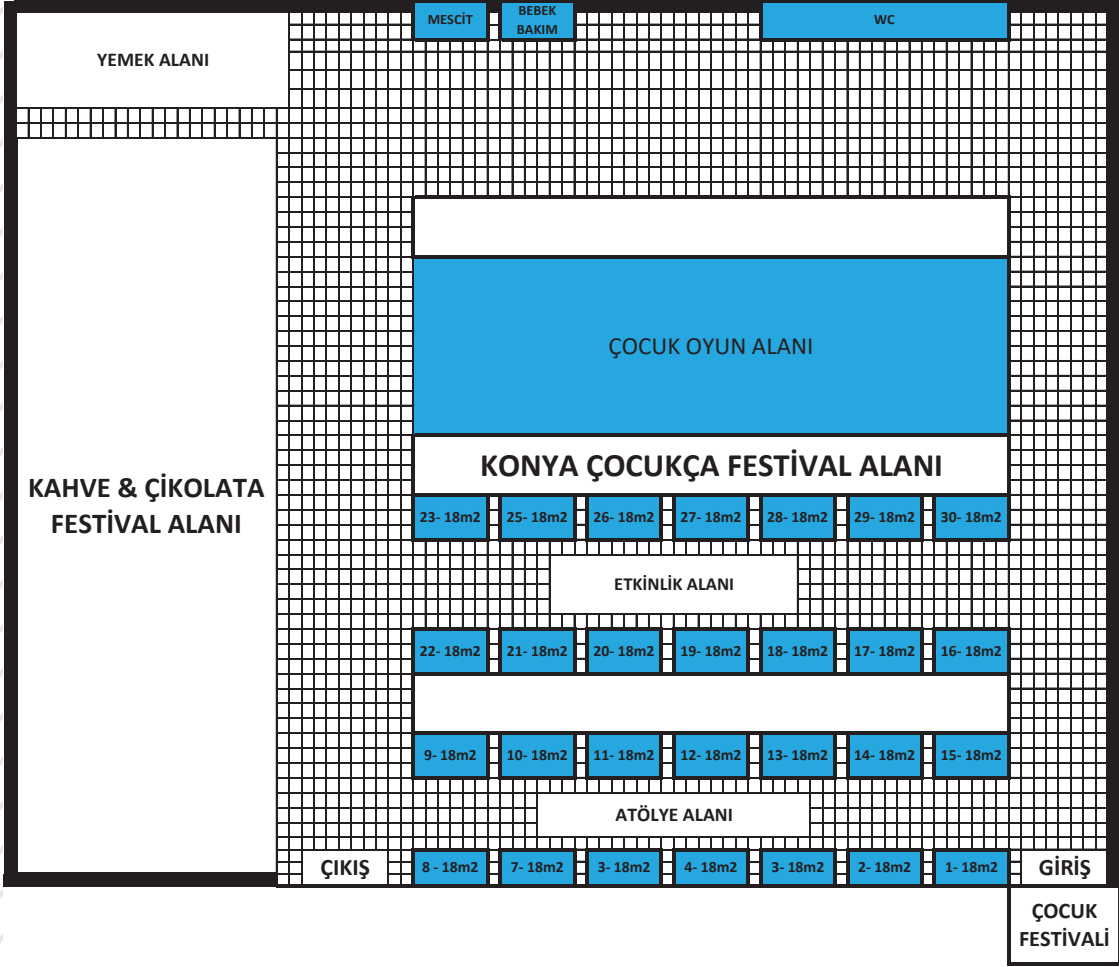 MESCİT
BEBEK
BAKIM
WC
YEMEK ALANI
ÇOCUK OYUN ALANI
KONYA ÇOCUKÇA FESTİVAL ALANI
KAHVE & ÇİKOLATA
FESTİVAL ALANI
23- 18m2 25- 18m2 26- 18m2 27- 18m2 28- 18m2 29- 18m2 30- 18m2
ETKİNLİK ALANI
22- 18m2 21- 18m2 20- 18m2 19- 18m2 18- 18m2 17- 18m2 16- 18m2
9- 18m2 10- 18m2 11- 18m2 12- 18m2 13- 18m2 14- 18m2 15- 18m2
ATÖLYE ALANI
ÇIKIŞ 8 - 18m2 7- 18m2 3- 18m2 4- 18m2 3- 18m2 2- 18m2 1- 18m2 GİRİŞ
ÇOCUK
FESTİVALİ